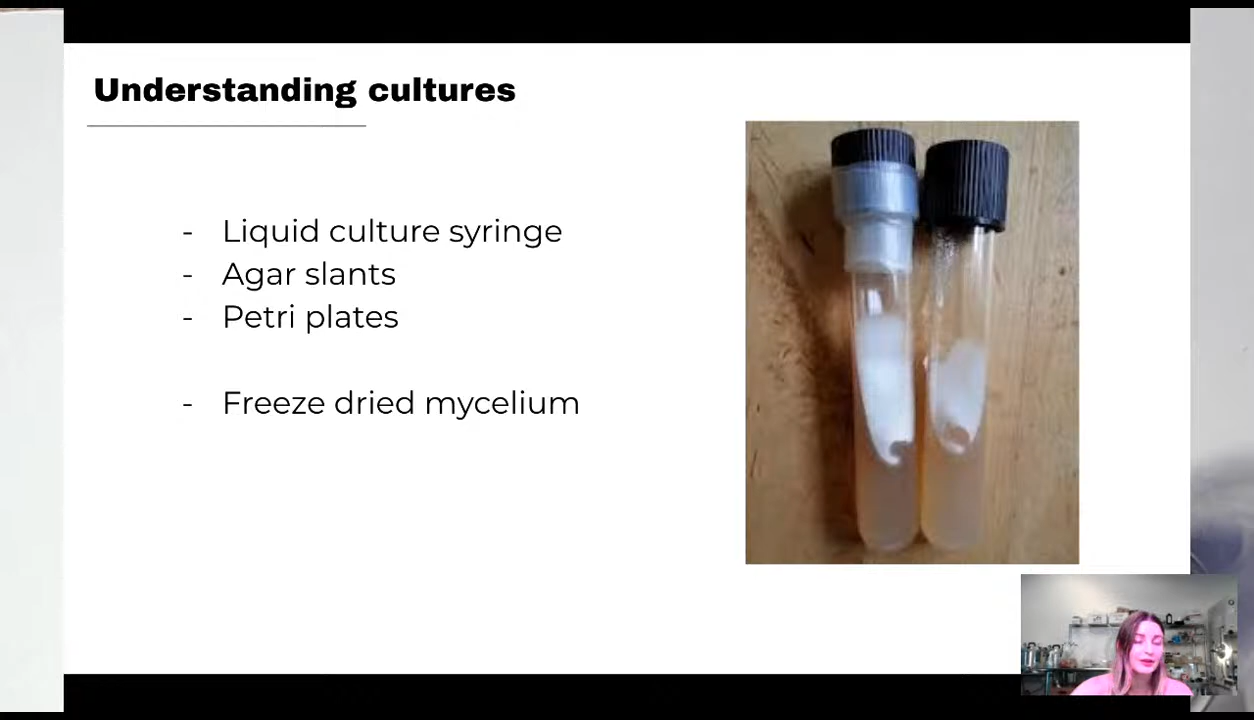 Understanding cultures
- Liquid culture syringe
- Agar slants
- Petri plates
- Freeze dried mycelium